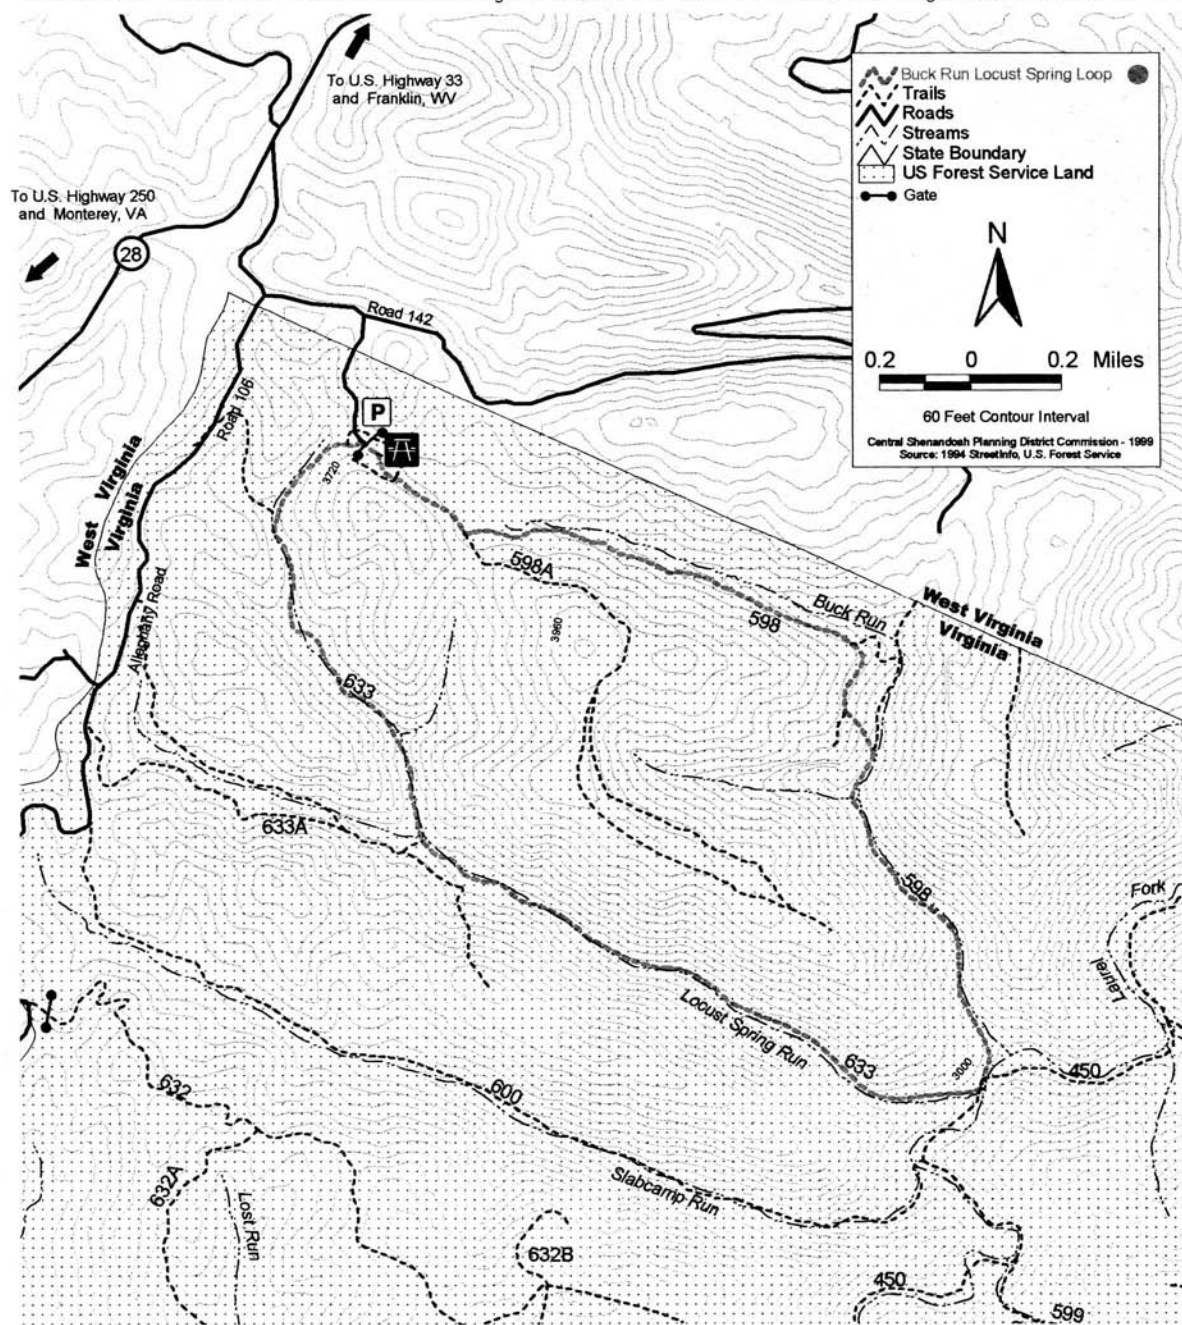 To U.S. Highway 33
and Franklin, WV
To U.S. Highway 250
and Monterey, VA
28
Buck Run Locust Spring Loop
Trails
Roads
Streams
State Boundary
US Forest Service Land
Gate
N
0.2 0 0.2 Miles
60 Feet Contour Interval
Central Shenandoah Planning District Commission - 1999
Source: 1994 StreetInfo, U.S. Forest Service
Road 142
Road 106
P
3720
West Virginia
Virginia
598A
Buck Run
598
West Virginia
Virginia
3960
Alleghany Road
633
633A
598
Fork
Laurel
Locust Spring Run
633
3000
450
632
600
Slabcamp Run
632A
Lost Run
632B
450
599